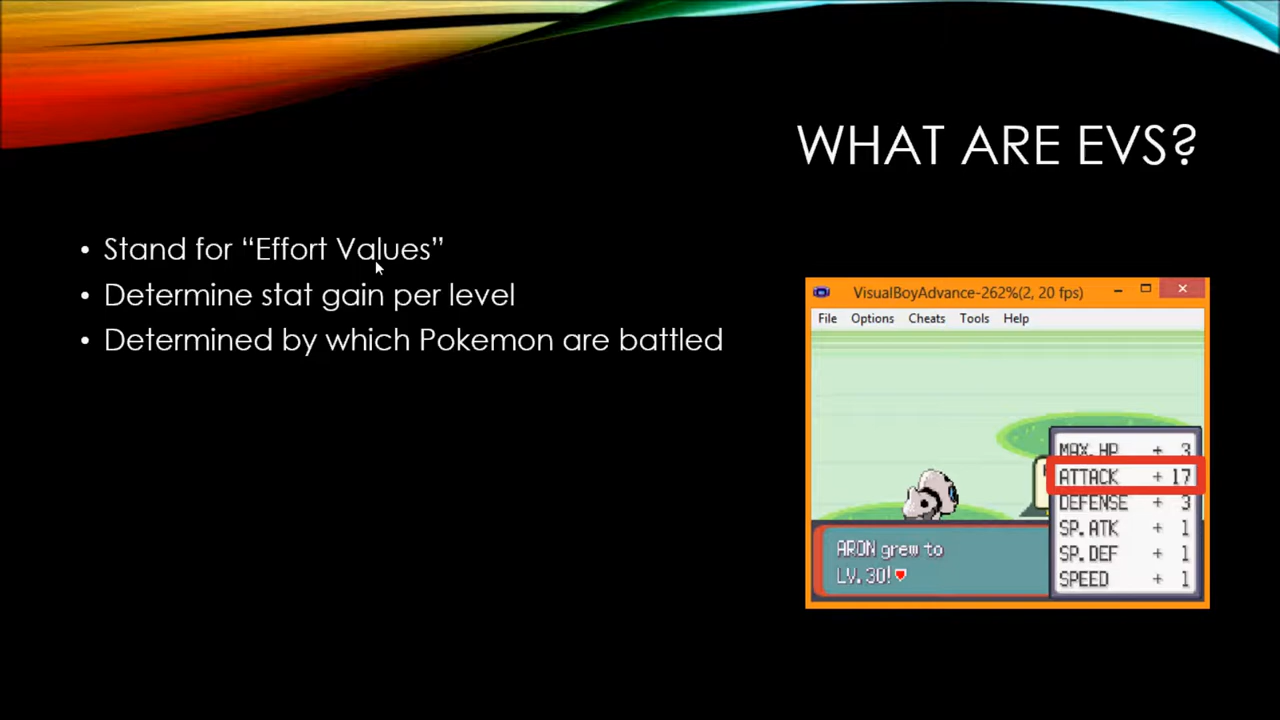 WHAT ARE EVS?
• Stand for “Effort Values”
• Determine stat gain per level
• Determined by which Pokemon are battled
VisualBoyAdvance-262%(2, 20 fps)
File Options Cheats Tools Help
MAX. HP + 3
ATTACK + 17
DEFENSE + 3
SP. ATK + 1
SP. DEF + 1
SPEED + 1
ARON grew to
LV. 30!